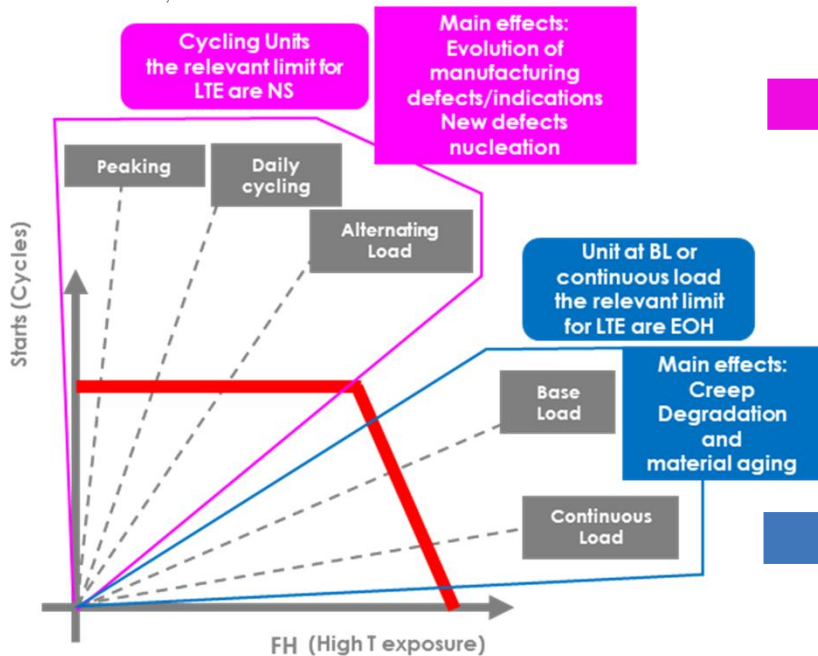 Cycling Units
the relevant limit for
LTE are NS
Main effects:
Evolution of
manufacturing
defects/indications
New defects
nucleation
Peaking
Daily
cycling
Alternating
Load
Starts (Cycles)
Unit at BL or
continuous load
the relevant limit
for LTE are EOH
Main effects:
Creep
Degradation
and
material aging
Base
Load
Continuous
Load
FH (High T exposure)